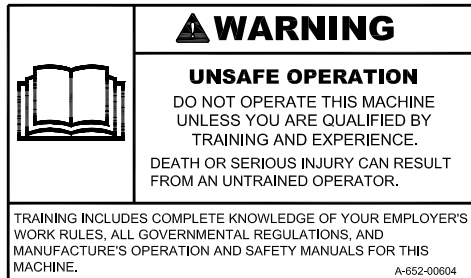 WARNING
UNSAFE OPERATION
DO NOT OPERATE THIS MACHINE
UNLESS YOU ARE QUALIFIED BY
TRAINING AND EXPERIENCE.
DEATH OR SERIOUS INJURY CAN RESULT
FROM AN UNTRAINED OPERATOR.
TRAINING INCLUDES COMPLETE KNOWLEDGE OF YOUR EMPLOYER'S
WORK RULES, ALL GOVERNMENTAL REGULATIONS, AND
MANUFACTURE'S OPERATION AND SAFETY MANUALS FOR THIS
MACHINE.
A-652-00604